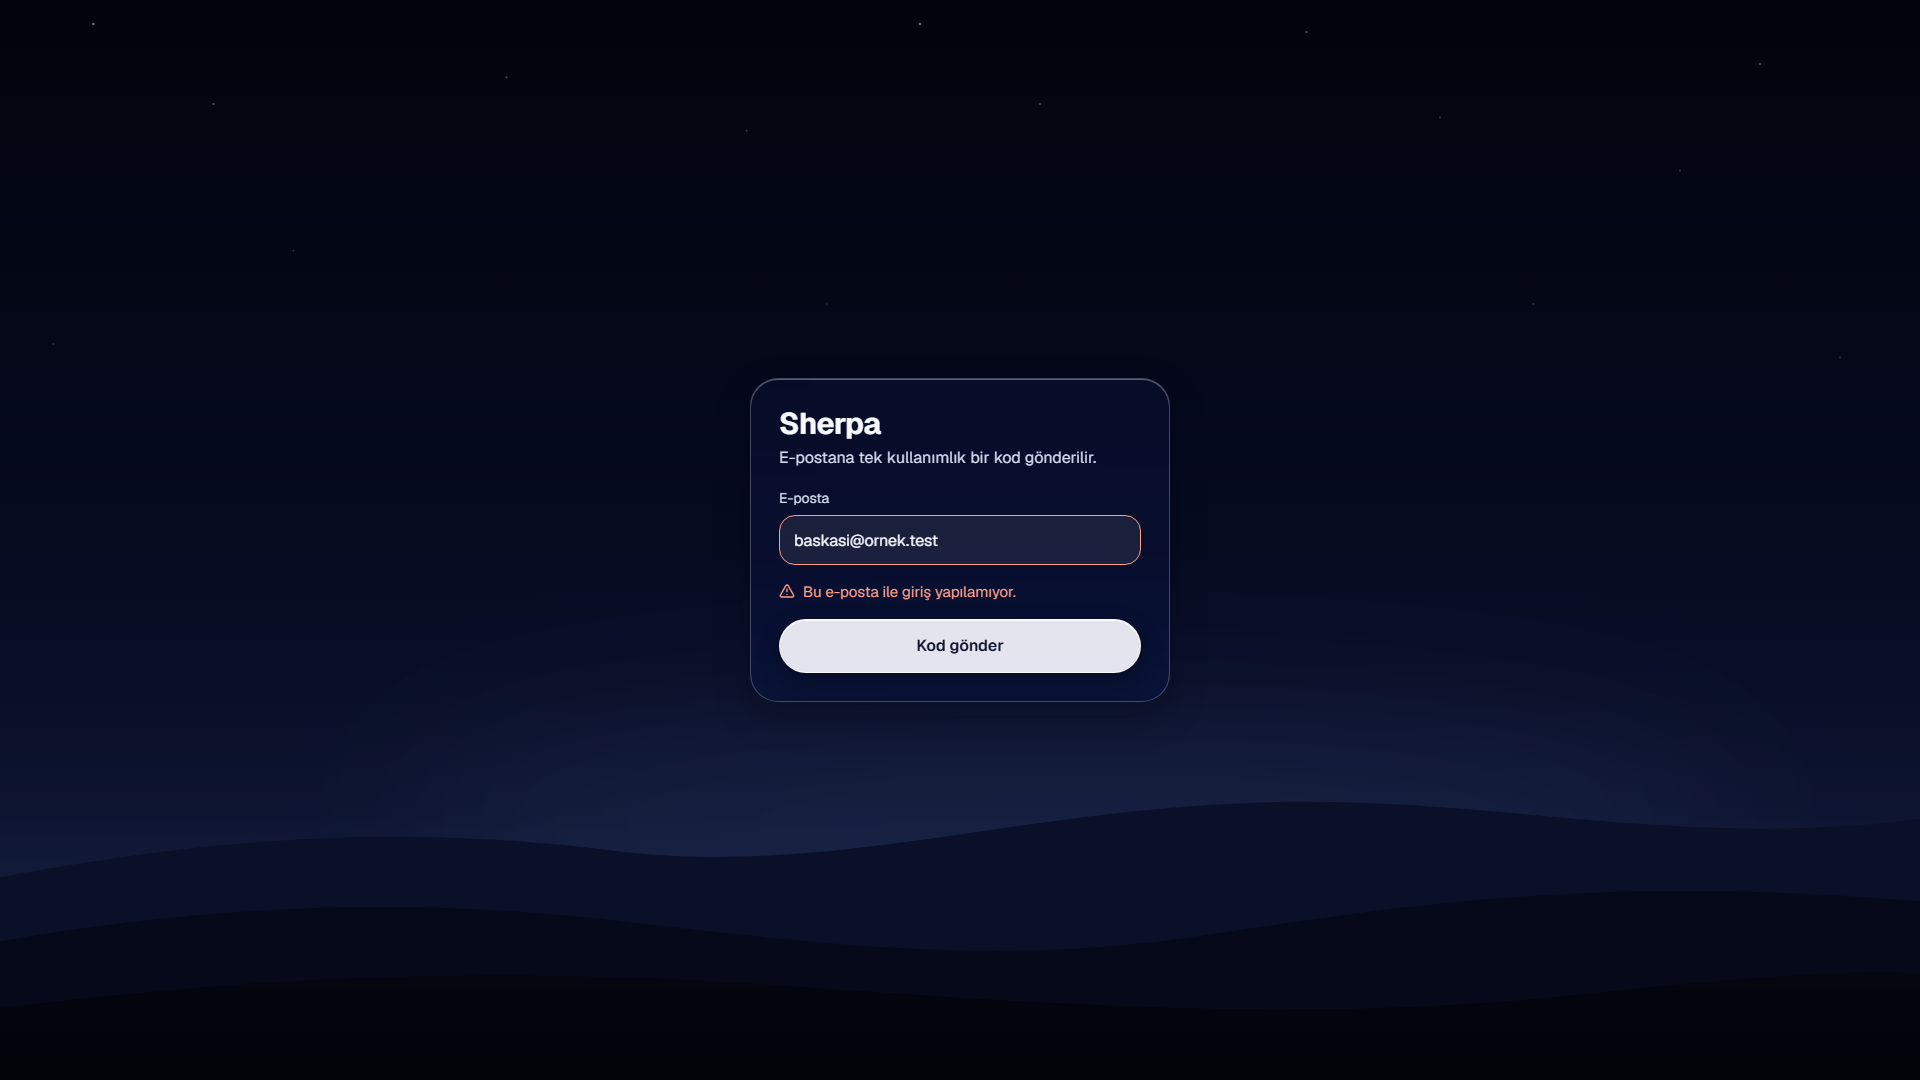 Sherpa
E-postana tek kullanımlık bir kod gönderilir.
E-posta
baskasi@ornek.test
Bu e-posta ile giriş yapılamıyor.
Kod gönder